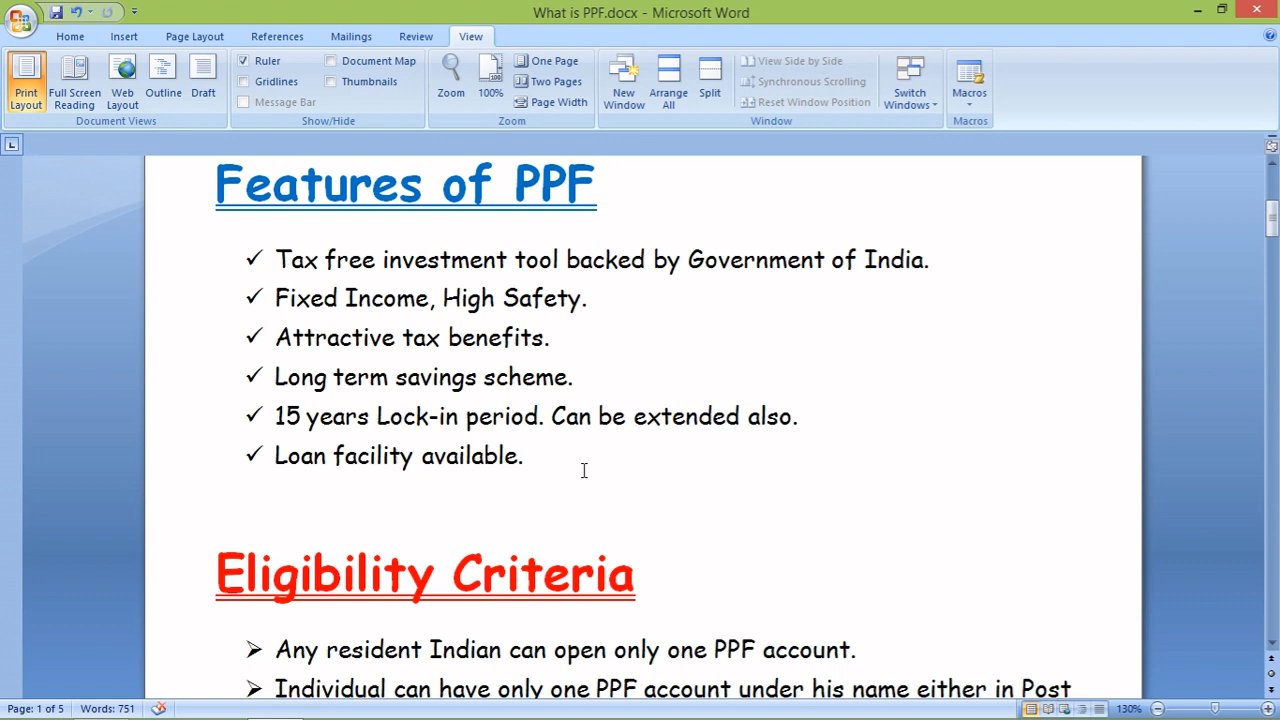 What is PPF.docx - Microsoft Word
Home Insert Page Layout References Mailings Review View
Print Layout
Full Screen Reading
Web Layout
Outline
Draft
Document Views
Ruler
Gridlines
Message Bar
Document Map
Thumbnails
Show/Hide
Zoom
100%
One Page
Two Pages
Page Width
Zoom
New Window
Arrange All
Split
View Side by Side
Synchronous Scrolling
Reset Window Position
Switch Windows
Window
Macros
Macros
Features of PPF
✓ Tax free investment tool backed by Government of India.
✓ Fixed Income, High Safety.
✓ Attractive tax benefits.
✓ Long term savings scheme.
✓ 15 years Lock-in period. Can be extended also.
✓ Loan facility available.
Eligibility Criteria
➢ Any resident Indian can open only one PPF account.
➢ Individual can have only one PPF account under his name either in Post
Page: 1 of 5 Words: 751 130%